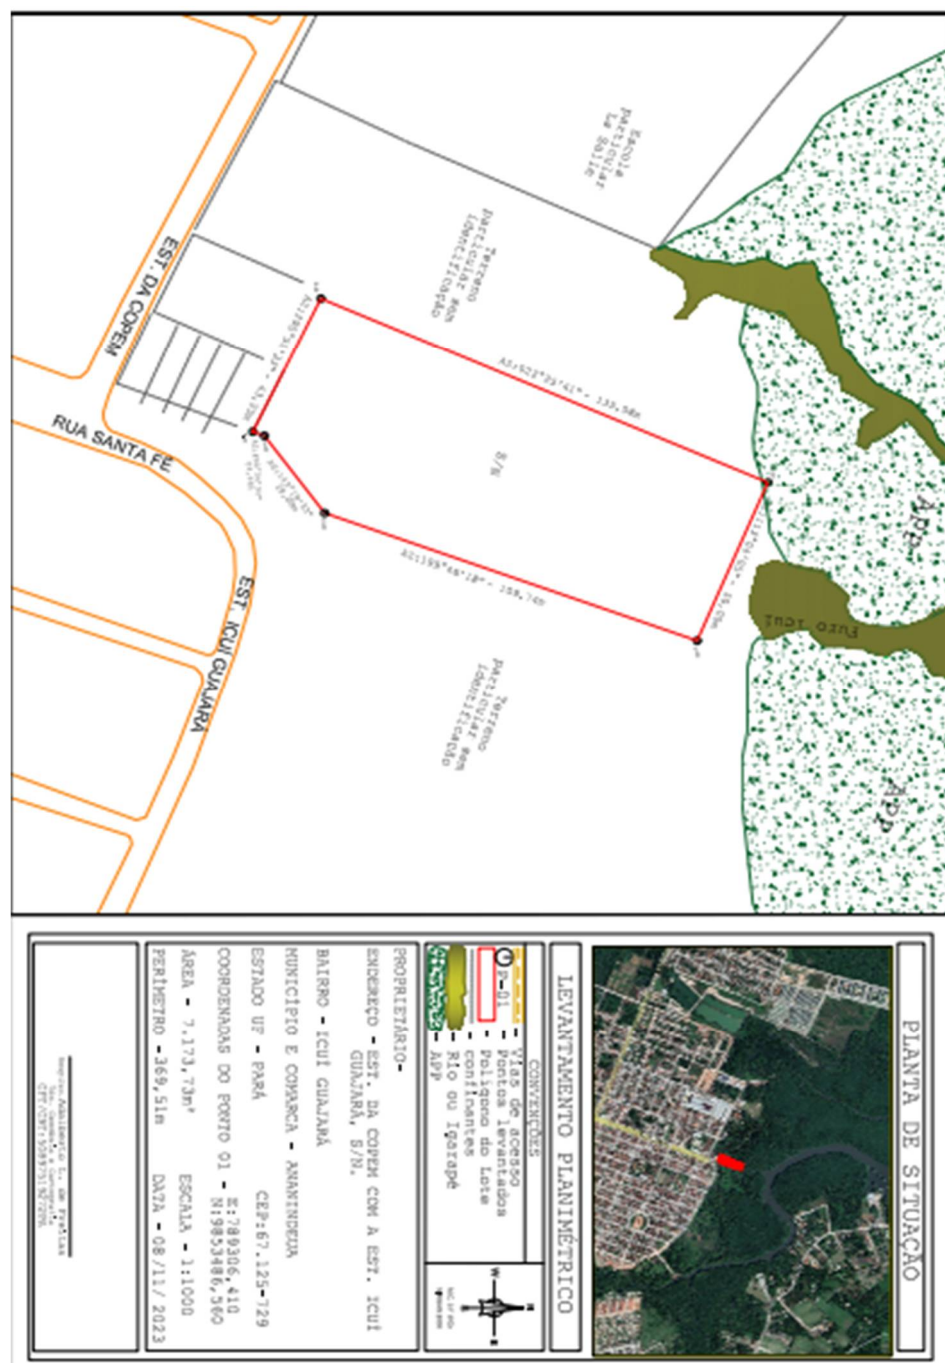 Escola
particular
La Salle
Terreno
particular sem
identificação
EST. DA COPEM
RUA SANTA FÉ
EST. ICUI GUAJARÁ
S/N
App
Furo icuí
App
Terreno
particular sem
identificação
PLANTA DE SITUAÇÃO
LEVANTAMENTO PLANIMÉTRICO
CONVENÇÕES
- Vias de acesso
P-01 - Pontos levantados
- Polígono do Lote
- confinantes
- Rio ou Igarapé
- APP
N
W
E
PROPRIETÁRIO-
ENDEREÇO - EST. DA COPEM COM A EST. ICUÍ
GUAJARÁ, S/N.
BAIRRO - ICUÍ GUAJARÁ
MUNICÍPIO E COMARCA - ANANINDEUA
ESTADO UF - PARÁ CEP:67.125-729
COORDENADAS DO PONTO 01 - E:789306,410
N:9853486,560
ÁREA - 7.173,73m² ESCALA - 1:1000
PERÍMETRO - 369,51m DATA - 08/11/ 2023